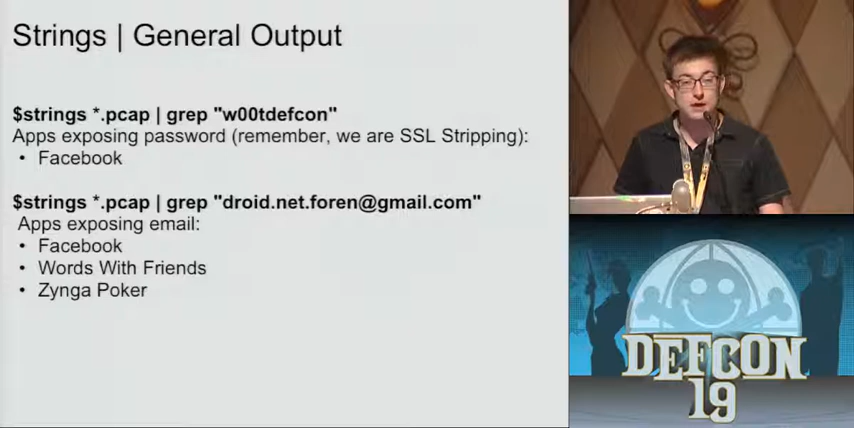 Strings | General Output
$strings *.pcap | grep "w00tdefcon"
Apps exposing password (remember, we are SSL Stripping):
• Facebook
$strings *.pcap | grep "droid.net.foren@gmail.com"
Apps exposing email:
• Facebook
• Words With Friends
• Zynga Poker
DEFCON
19